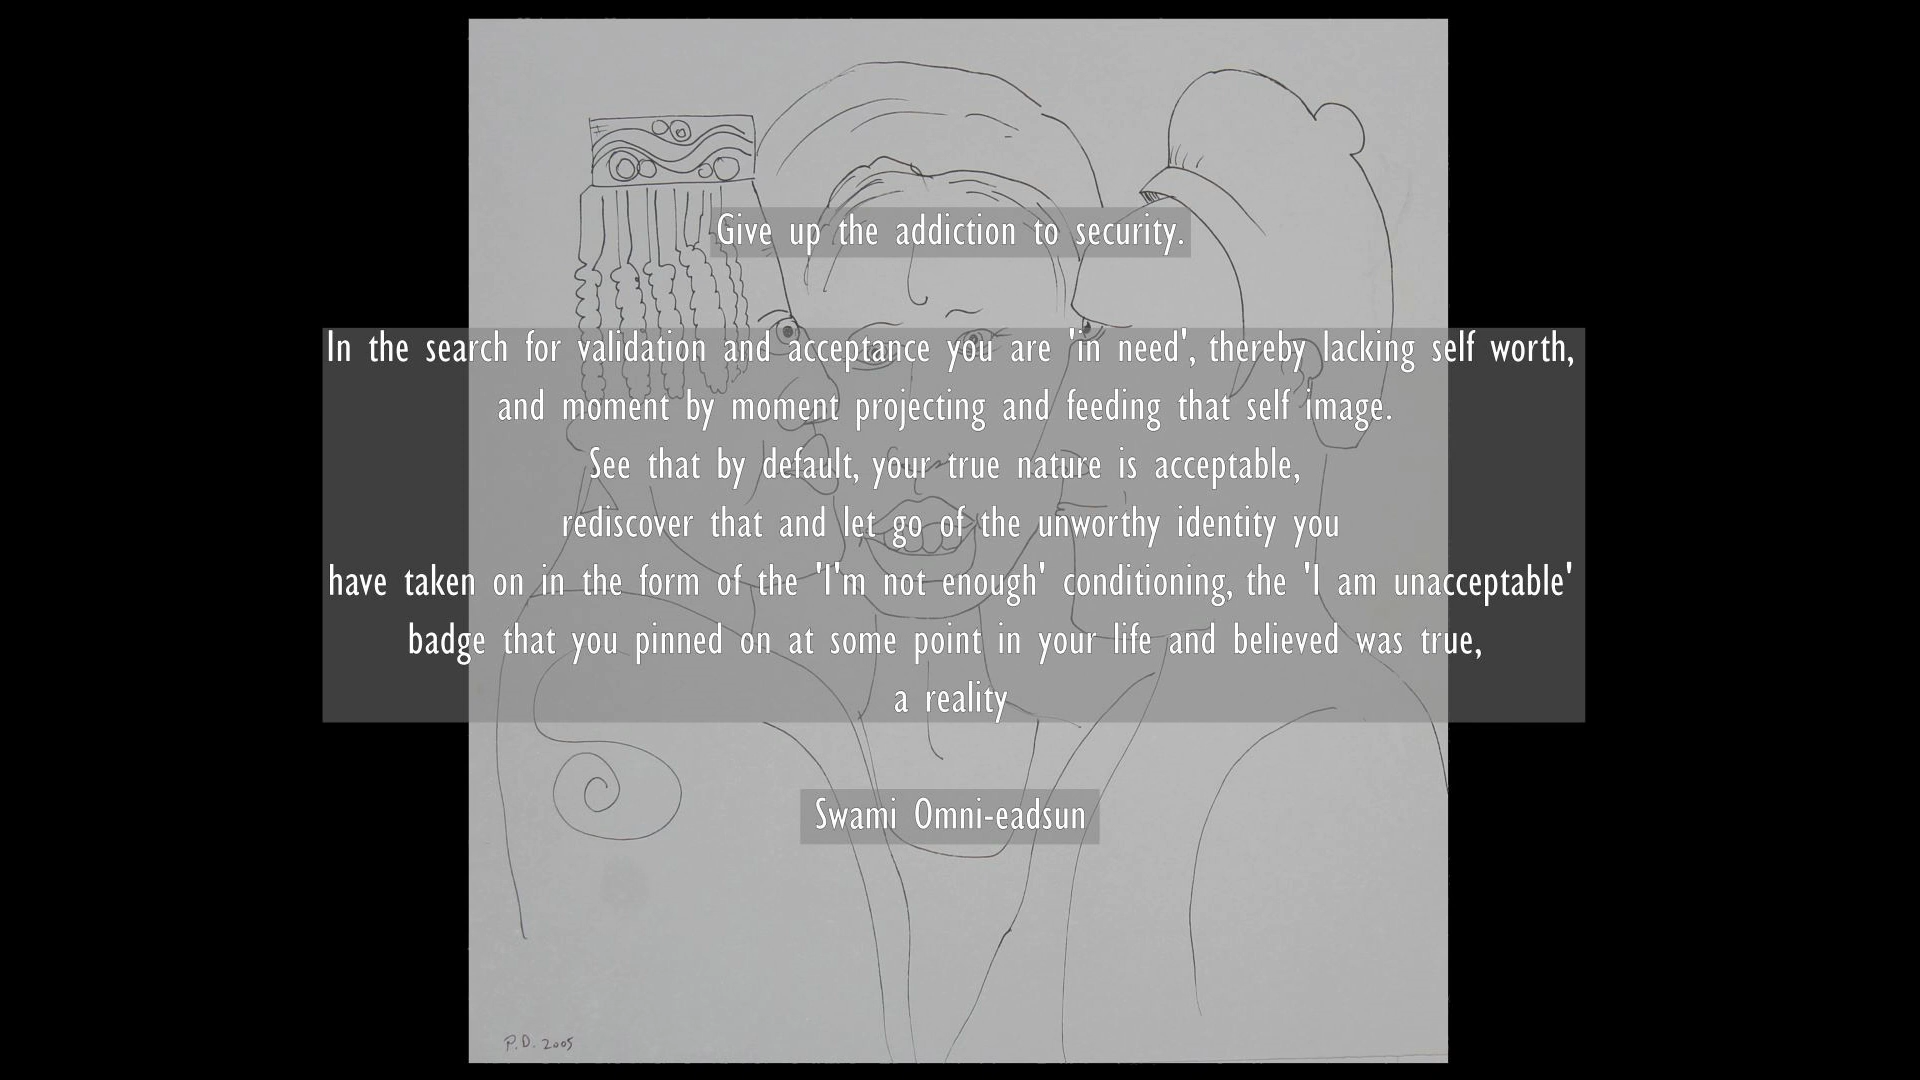 Give up the addiction to security.
In the search for validation and acceptance you are 'in need', thereby lacking self worth,
and moment by moment projecting and feeding that self image.
See that by default, your true nature is acceptable,
rediscover that and let go of the unworthy identity you
have taken on in the form of the 'I'm not enough' conditioning, the 'I am unacceptable'
badge that you pinned on at some point in your life and believed was true,
a reality
Swami Omni-eadsun
P.D. 2005